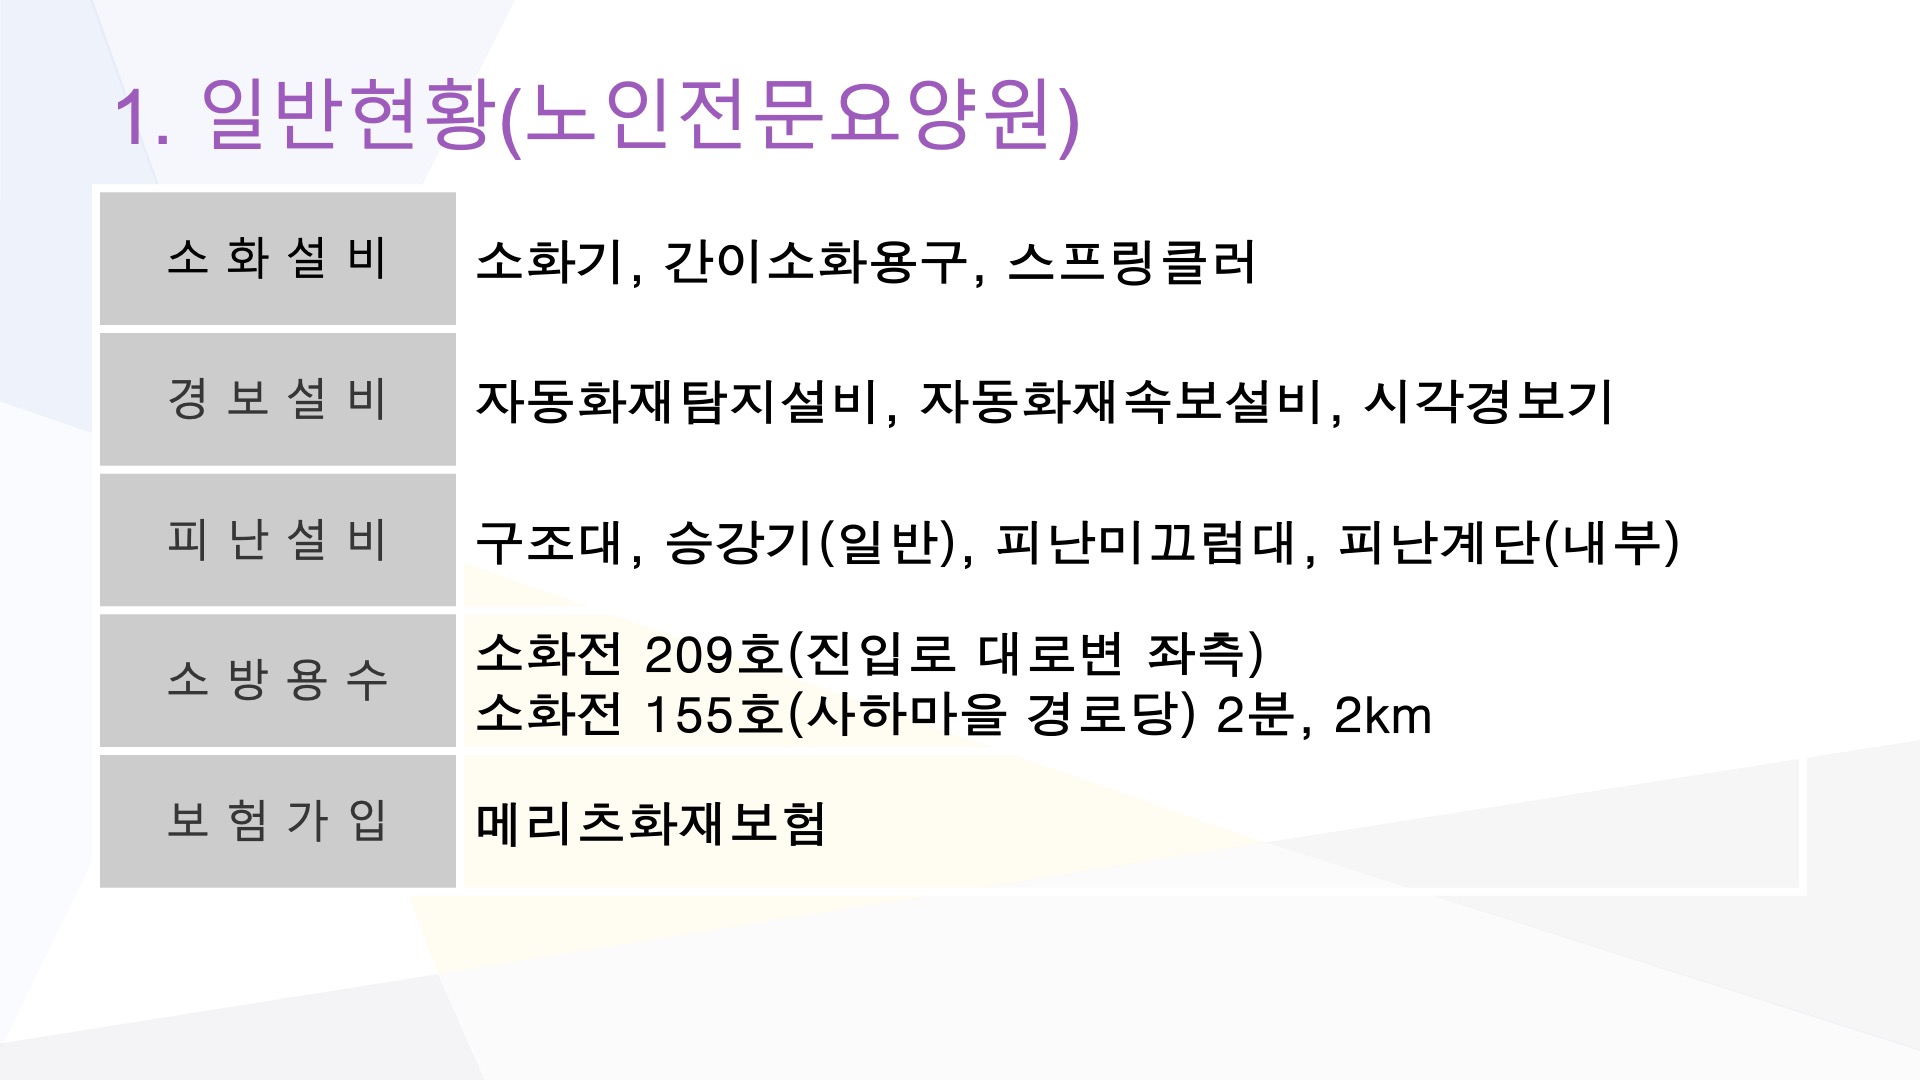 1. 일반현황(노인전문요양원)
소 화 설 비
소화기, 간이소화용구, 스프링클러
경 보 설 비
자동화재탐지설비, 자동화재속보설비, 시각경보기
피 난 설 비
구조대, 승강기(일반), 피난미끄럼대, 피난계단(내부)
소 방 용 수
소화전 209호(진입로 대로변 좌측)
소화전 155호(사하마을 경로당) 2분, 2km
보 험 가 입
메리츠화재보험